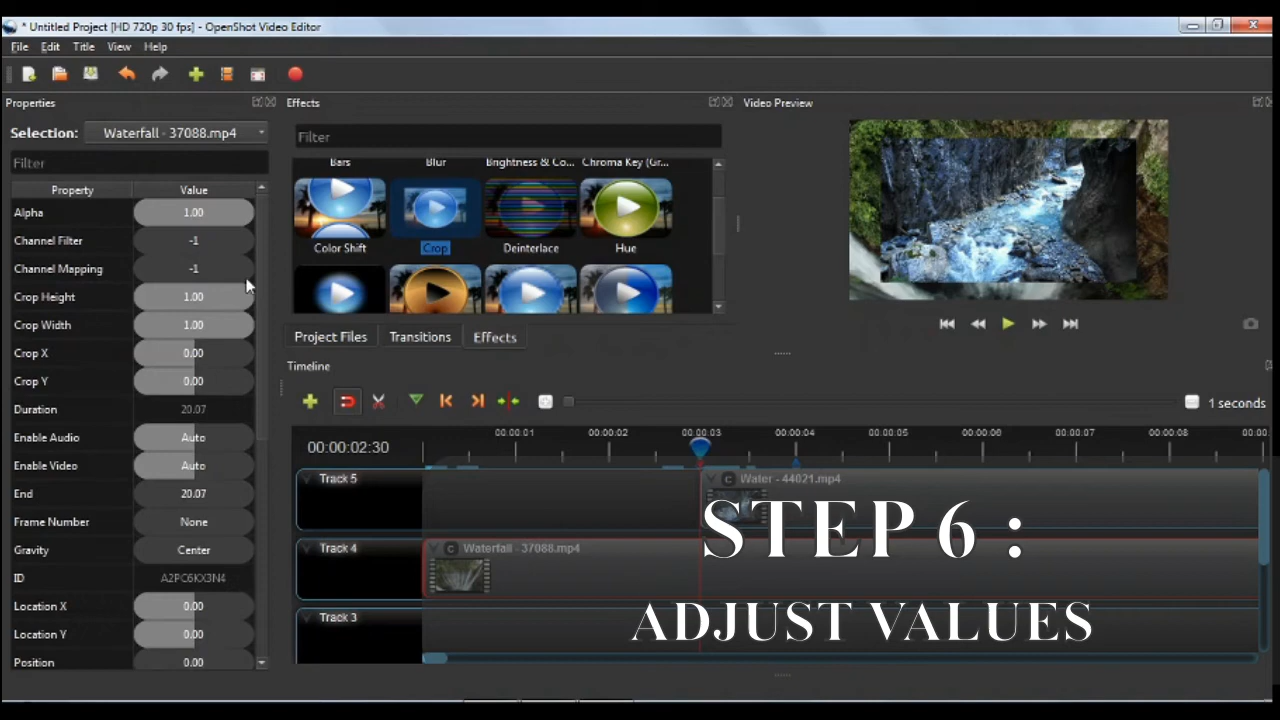 * Untitled Project [HD 720p 30 fps] - OpenShot Video Editor
File Edit Title View Help
Properties
Effects
Video Preview
Selection: Waterfall - 37088.mp4
Filter
Filter
Property Value
Bars Blur Brightness & Co... Chroma Key (Gr...
Alpha 1.00
Channel Filter -1
Color Shift Crop Deinterlace Hue
Channel Mapping -1
Crop Height 1.00
Crop Width 1.00
Project Files Transitions Effects
Crop X 0.00
Timeline
Crop Y 0.00
1 seconds
Duration 20.07
Enable Audio Auto
00:00:02:30
00:00:01 00:00:02 00:00:03 00:00:04 00:00:05 00:00:06 00:00:07 00:00:08 00:00
Enable Video Auto
Track 5 C Water - 44021.mp4
End 20.07
Frame Number None
STEP 6 :
Gravity Center
Track 4 C Waterfall - 37088.mp4
ID A2PC6KX3N4
Location X 0.00
Track 3
ADJUST VALUES
Location Y 0.00
Position 0.00